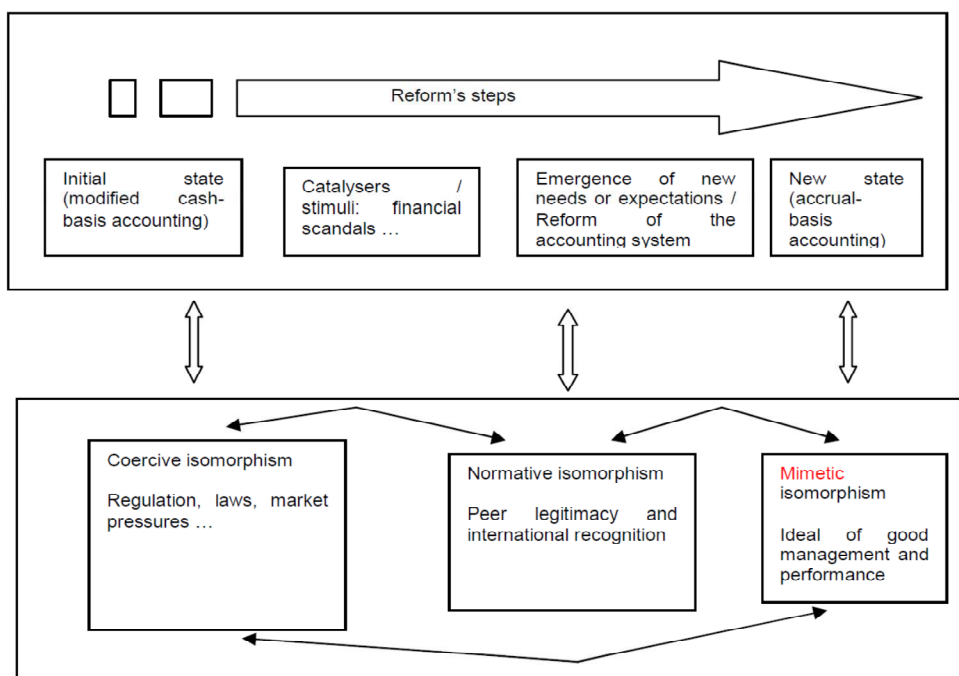 Reform's steps
Initial state
(modified cash-
basis accounting)
Catalysers /
stimuli: financial
scandals ...
Emergence of new
needs or expectations /
Reform of the
accounting system
New state
(accrual-
basis
accounting)
Coercive isomorphism
Regulation, laws, market
pressures ...
Normative isomorphism
Peer legitimacy and
international recognition
Mimetic
isomorphism
Ideal of good
management and
performance